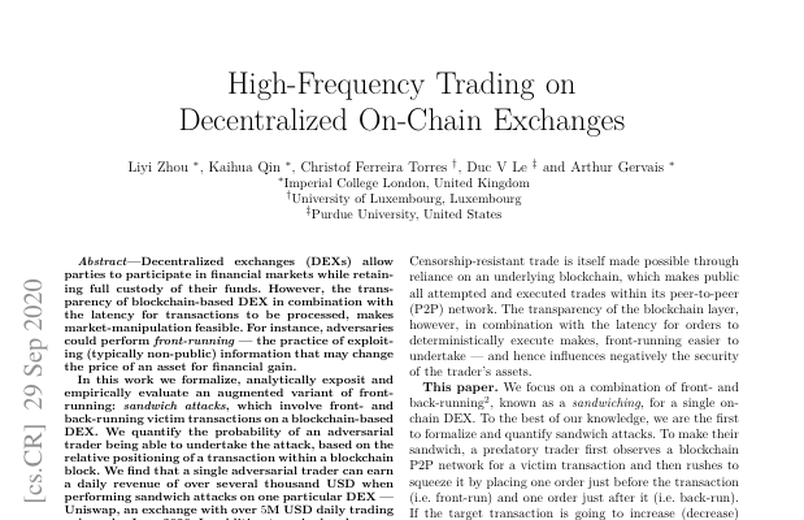 High-Frequency Trading on
Decentralized On-Chain Exchanges
Liyi Zhou *, Kaihua Qin *, Christof Ferreira Torres †, Duc V Le ‡ and Arthur Gervais *
*Imperial College London, United Kingdom
†University of Luxembourg, Luxembourg
‡Purdue University, United States
Abstract—Decentralized exchanges (DEXs) allow
parties to participate in financial markets while retain-
ing full custody of their funds. However, the trans-
parency of blockchain-based DEX in combination with
the latency for transactions to be processed, makes
market-manipulation feasible. For instance, adversaries
could perform front-running — the practice of exploit-
ing (typically non-public) information that may change
the price of an asset for financial gain.
In this work we formalize, analytically exposit and
empirically evaluate an augmented variant of front-
running: sandwich attacks, which involve front- and
back-running victim transactions on a blockchain-based
DEX. We quantify the probability of an adversarial
trader being able to undertake the attack, based on the
relative positioning of a transaction within a blockchain
block. We find that a single adversarial trader can earn
a daily revenue of over several thousand USD when
performing sandwich attacks on one particular DEX —
Uniswap, an exchange with over 5M USD daily trading
Censorship-resistant trade is itself made possible through
reliance on an underlying blockchain, which makes public
all attempted and executed trades within its peer-to-peer
(P2P) network. The transparency of the blockchain layer,
however, in combination with the latency for orders to
deterministically execute makes, front-running easier to
undertake — and hence influences negatively the security
of the trader's assets.
This paper. We focus on a combination of front- and
back-running², known as a sandwiching, for a single on-
chain DEX. To the best of our knowledge, we are the first
to formalize and quantify sandwich attacks. To make their
sandwich, a predatory trader first observes a blockchain
P2P network for a victim transaction and then rushes to
squeeze it by placing one order just before the transaction
(i.e. front-run) and one order just after it (i.e. back-run).
If the target transaction is going to increase (decrease)
[cs.CR] 29 Sep 2020